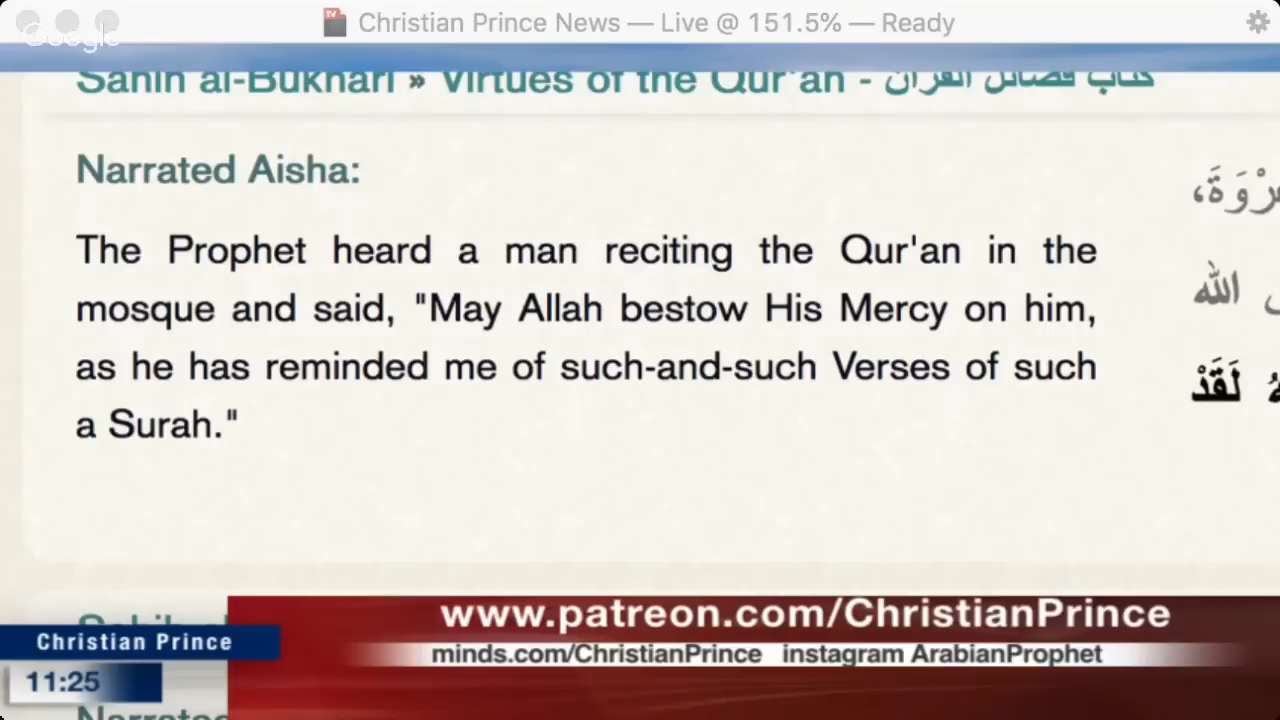 Christian Prince News — Live @ 151.5% — Ready
Google
Sahih al-Bukhari » Virtues of the Qur'an - كتاب فضائل القرآن
Narrated Aisha:
The Prophet heard a man reciting the Qur'an in the
mosque and said, "May Allah bestow His Mercy on him,
as he has reminded me of such-and-such Verses of such
a Surah."
الله
لَقَدْ
www.patreon.com/ChristianPrince
minds.com/ChristianPrince instagram ArabianProphet
Christian Prince
11:25
Narrated